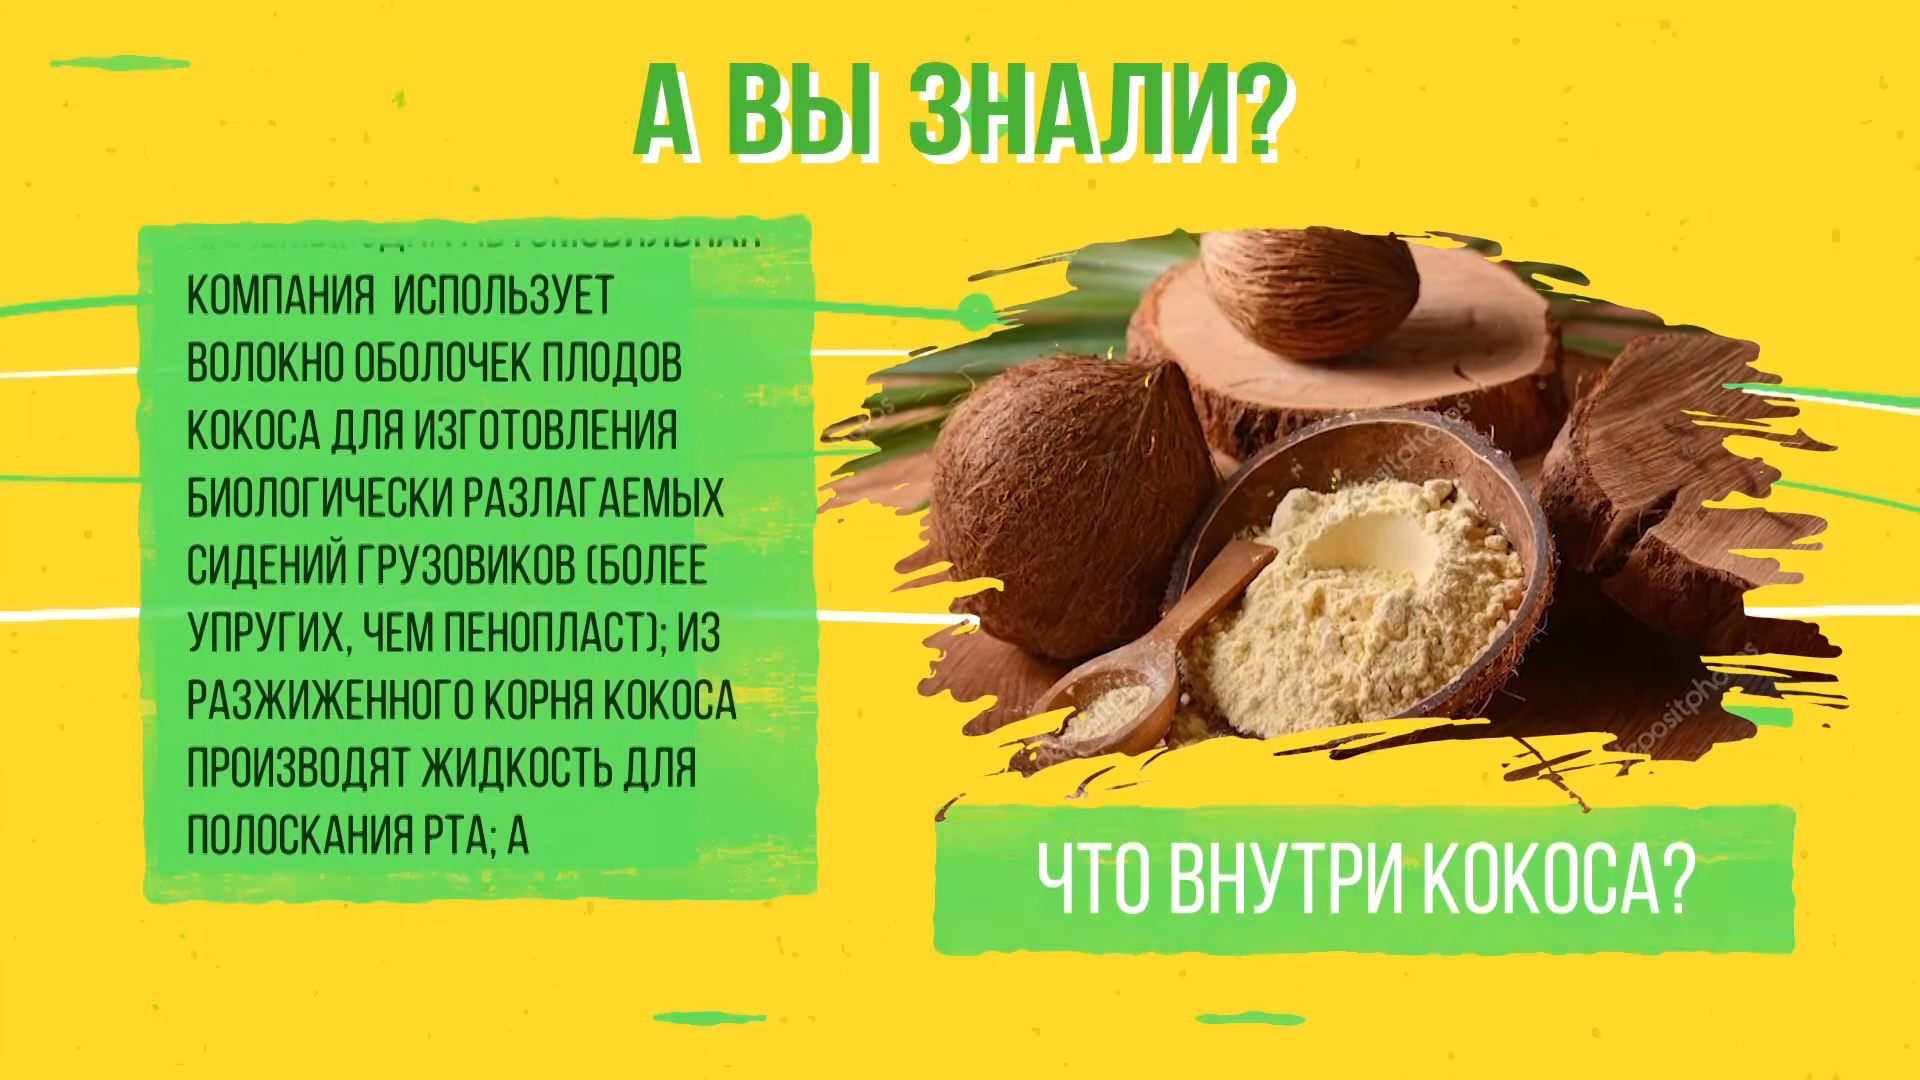 А ВЫ ЗНАЛИ?
АВТОМОБИЛЬНАЯ
КОМПАНИЯ ИСПОЛЬЗУЕТ
ВОЛОКНО ОБОЛОЧЕК ПЛОДОВ
КОКОСА ДЛЯ ИЗГОТОВЛЕНИЯ
БИОЛОГИЧЕСКИ РАЗЛАГАЕМЫХ
СИДЕНИЙ ГРУЗОВИКОВ (БОЛЕЕ
УПРУГИХ, ЧЕМ ПЕНОПЛАСТ); ИЗ
РАЗЖИЖЕННОГО КОРНЯ КОКОСА
ПРОИЗВОДЯТ ЖИДКОСТЬ ДЛЯ
ПОЛОСКАНИЯ РТА; А
ЧТО ВНУТРИ КОКОСА?